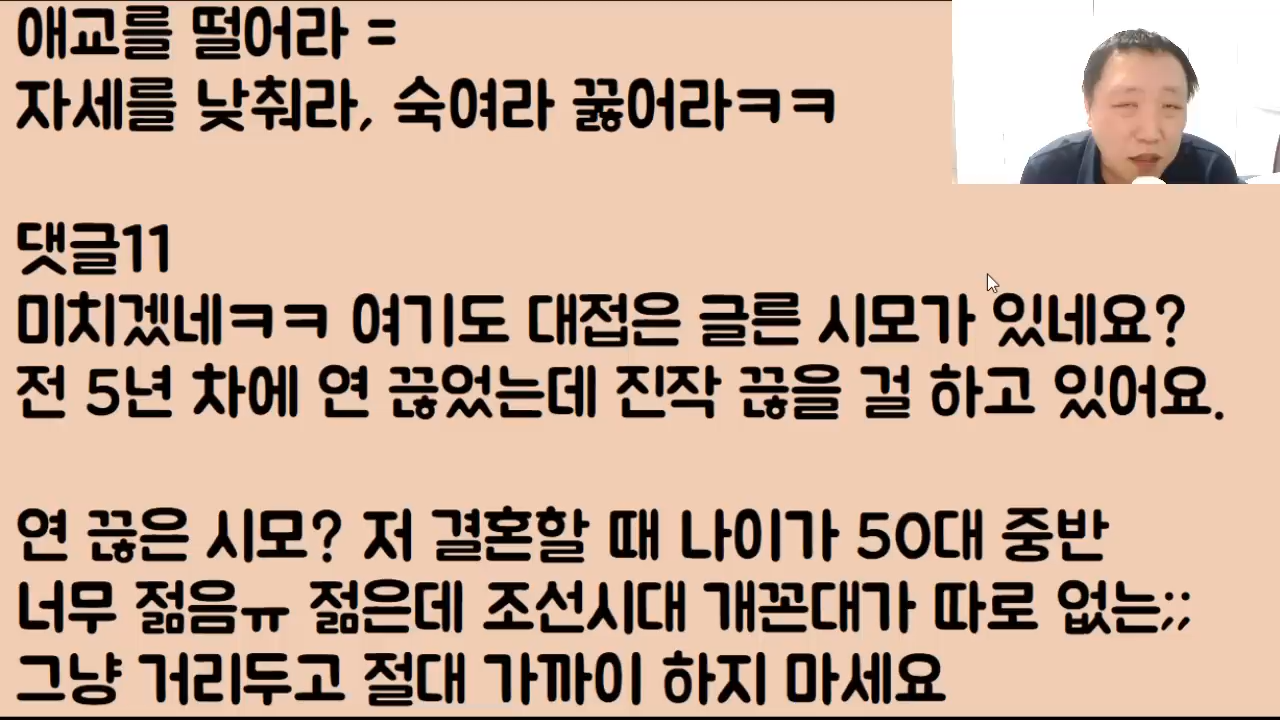 애교를 떨어라 =
자세를 낮춰라, 숙여라 꿇어라ㅋㅋ
댓글11
미치겠네ㅋㅋ 여기도 대접은 글른 시모가 있네요?
전 5년 차에 연 끊었는데 진작 끊을 걸 하고 있어요.
연 끊은 시모? 저 결혼할 때 나이가 50대 중반
너무 젊음ㅠ 젊은데 조선시대 개꼰대가 따로 없는;;
그냥 거리두고 절대 가까이 하지 마세요